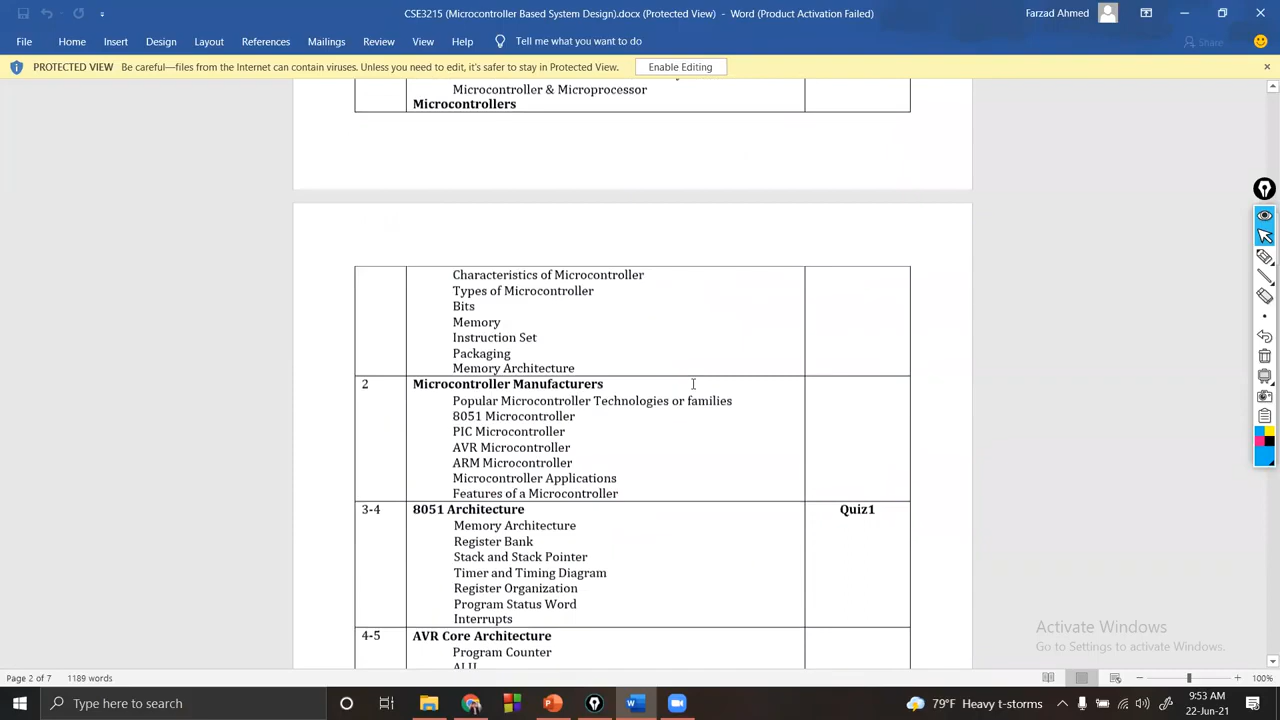 CSE3215 (Microcontroller Based System Design).docx (Protected View) - Word (Product Activation Failed)
Farzad Ahmed
File Home Insert Design Layout References Mailings Review View Help Tell me what you want to do
Share
PROTECTED VIEW Be careful—files from the Internet can contain viruses. Unless you need to edit, it's safer to stay in Protected View. Enable Editing
Microcontroller & Microprocessor
Microcontrollers
Characteristics of Microcontroller
Types of Microcontroller
Bits
Memory
Instruction Set
Packaging
Memory Architecture
2 Microcontroller Manufacturers
Popular Microcontroller Technologies or families
8051 Microcontroller
PIC Microcontroller
AVR Microcontroller
ARM Microcontroller
Microcontroller Applications
Features of a Microcontroller
3-4 8051 Architecture Quiz1
Memory Architecture
Register Bank
Stack and Stack Pointer
Timer and Timing Diagram
Register Organization
Program Status Word
Interrupts
4-5 AVR Core Architecture
Program Counter
ALU
Activate Windows
Go to Settings to activate Windows.
Page 2 of 7 1189 words
100%
Type here to search
79°F Heavy t-storms
9:53 AM
22-Jun-21